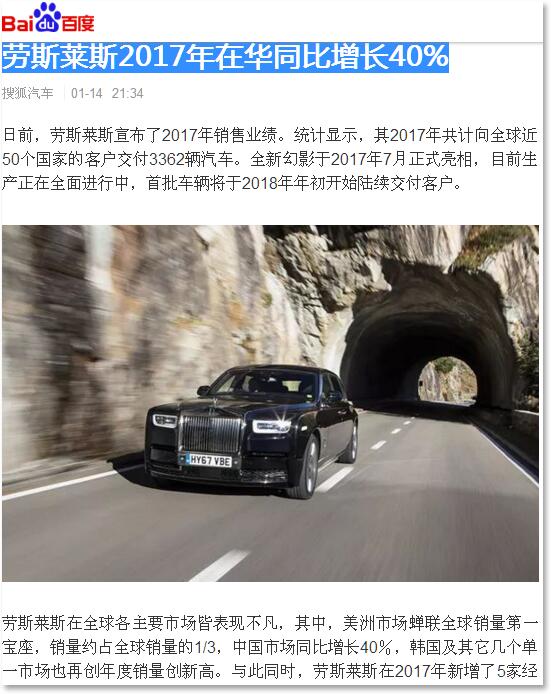 Bai du 百度
劳斯莱斯2017年在华同比增长40%
搜狐汽车 01-14 21:34
日前，劳斯莱斯宣布了2017年销售业绩。统计显示，其2017年共计向全球近
50个国家的客户交付3362辆汽车。全新幻影于2017年7月正式亮相，目前生
产正在全面进行中，首批车辆将于2018年年初开始陆续交付客户。
HY67 VBE
劳斯莱斯在全球各主要市场皆表现不凡，其中，美洲市场蝉联全球销量第一
宝座，销量约占全球销量的1/3，中国市场同比增长40%，韩国及其它几个单
一市场也再创年度销量创新高。与此同时，劳斯莱斯在2017年新增了5家经